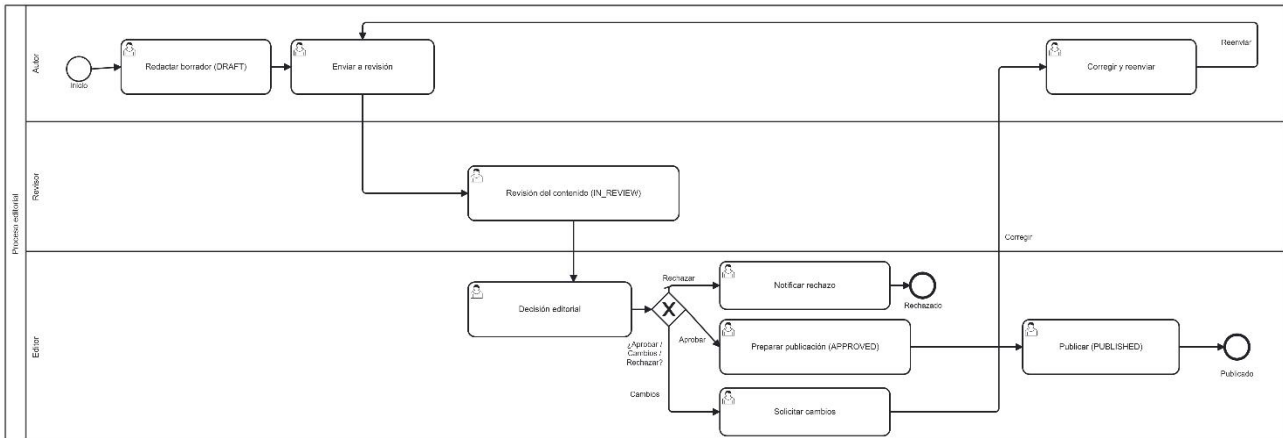 Proceso editorial
Autor
Inicio
Redactar borrador (DRAFT)
Enviar a revisión
Corregir y reenviar
Reenviar
Revisor
Revisión del contenido (IN_REVIEW)
Corregir
Editor
Decisión editorial
¿Aprobar /
Cambios /
Rechazar?
Rechazar
Notificar rechazo
Rechazado
Aprobar
Preparar publicación (APPROVED)
Publicar (PUBLISHED)
Publicado
Cambios
Solicitar cambios